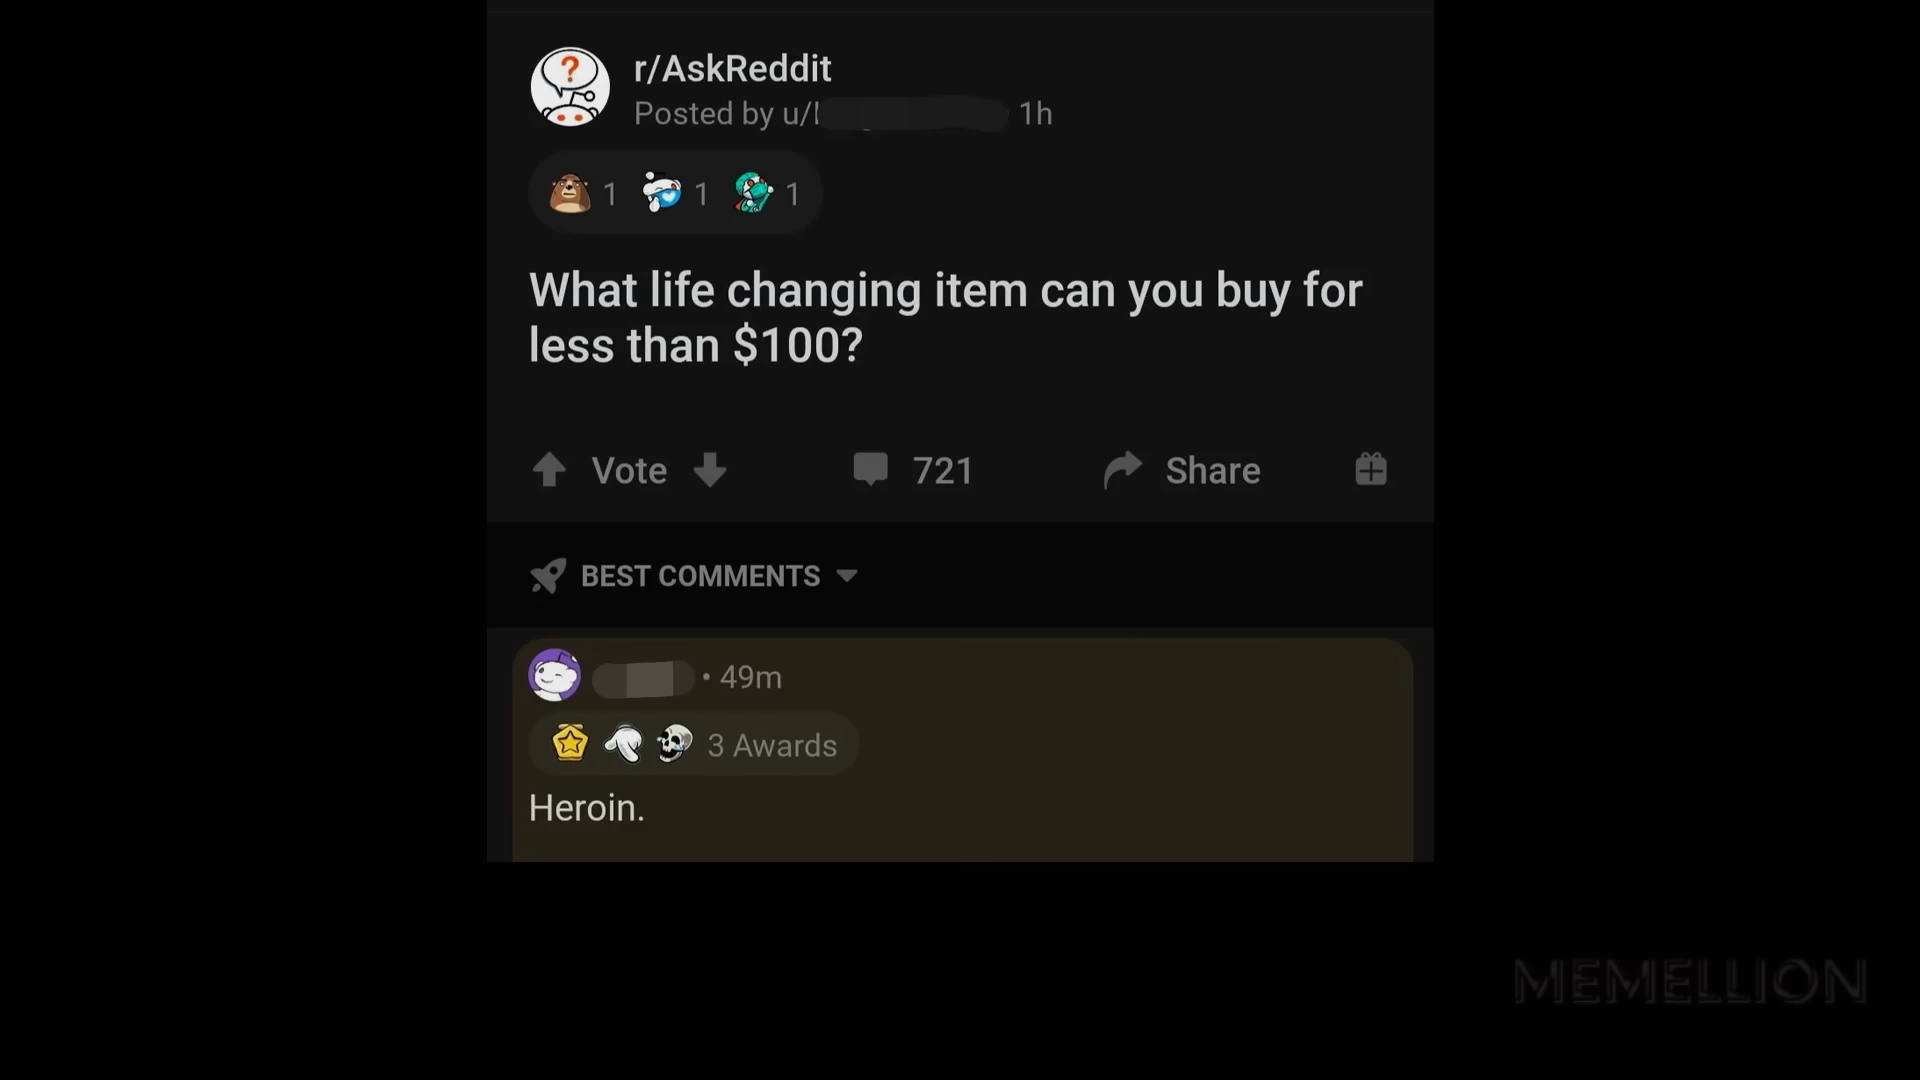 r/AskReddit
Posted by u/ 1h
1 1 1
What life changing item can you buy for
less than $100?
Vote 721 Share
BEST COMMENTS
• 49m
3 Awards
Heroin.
MEMELLION